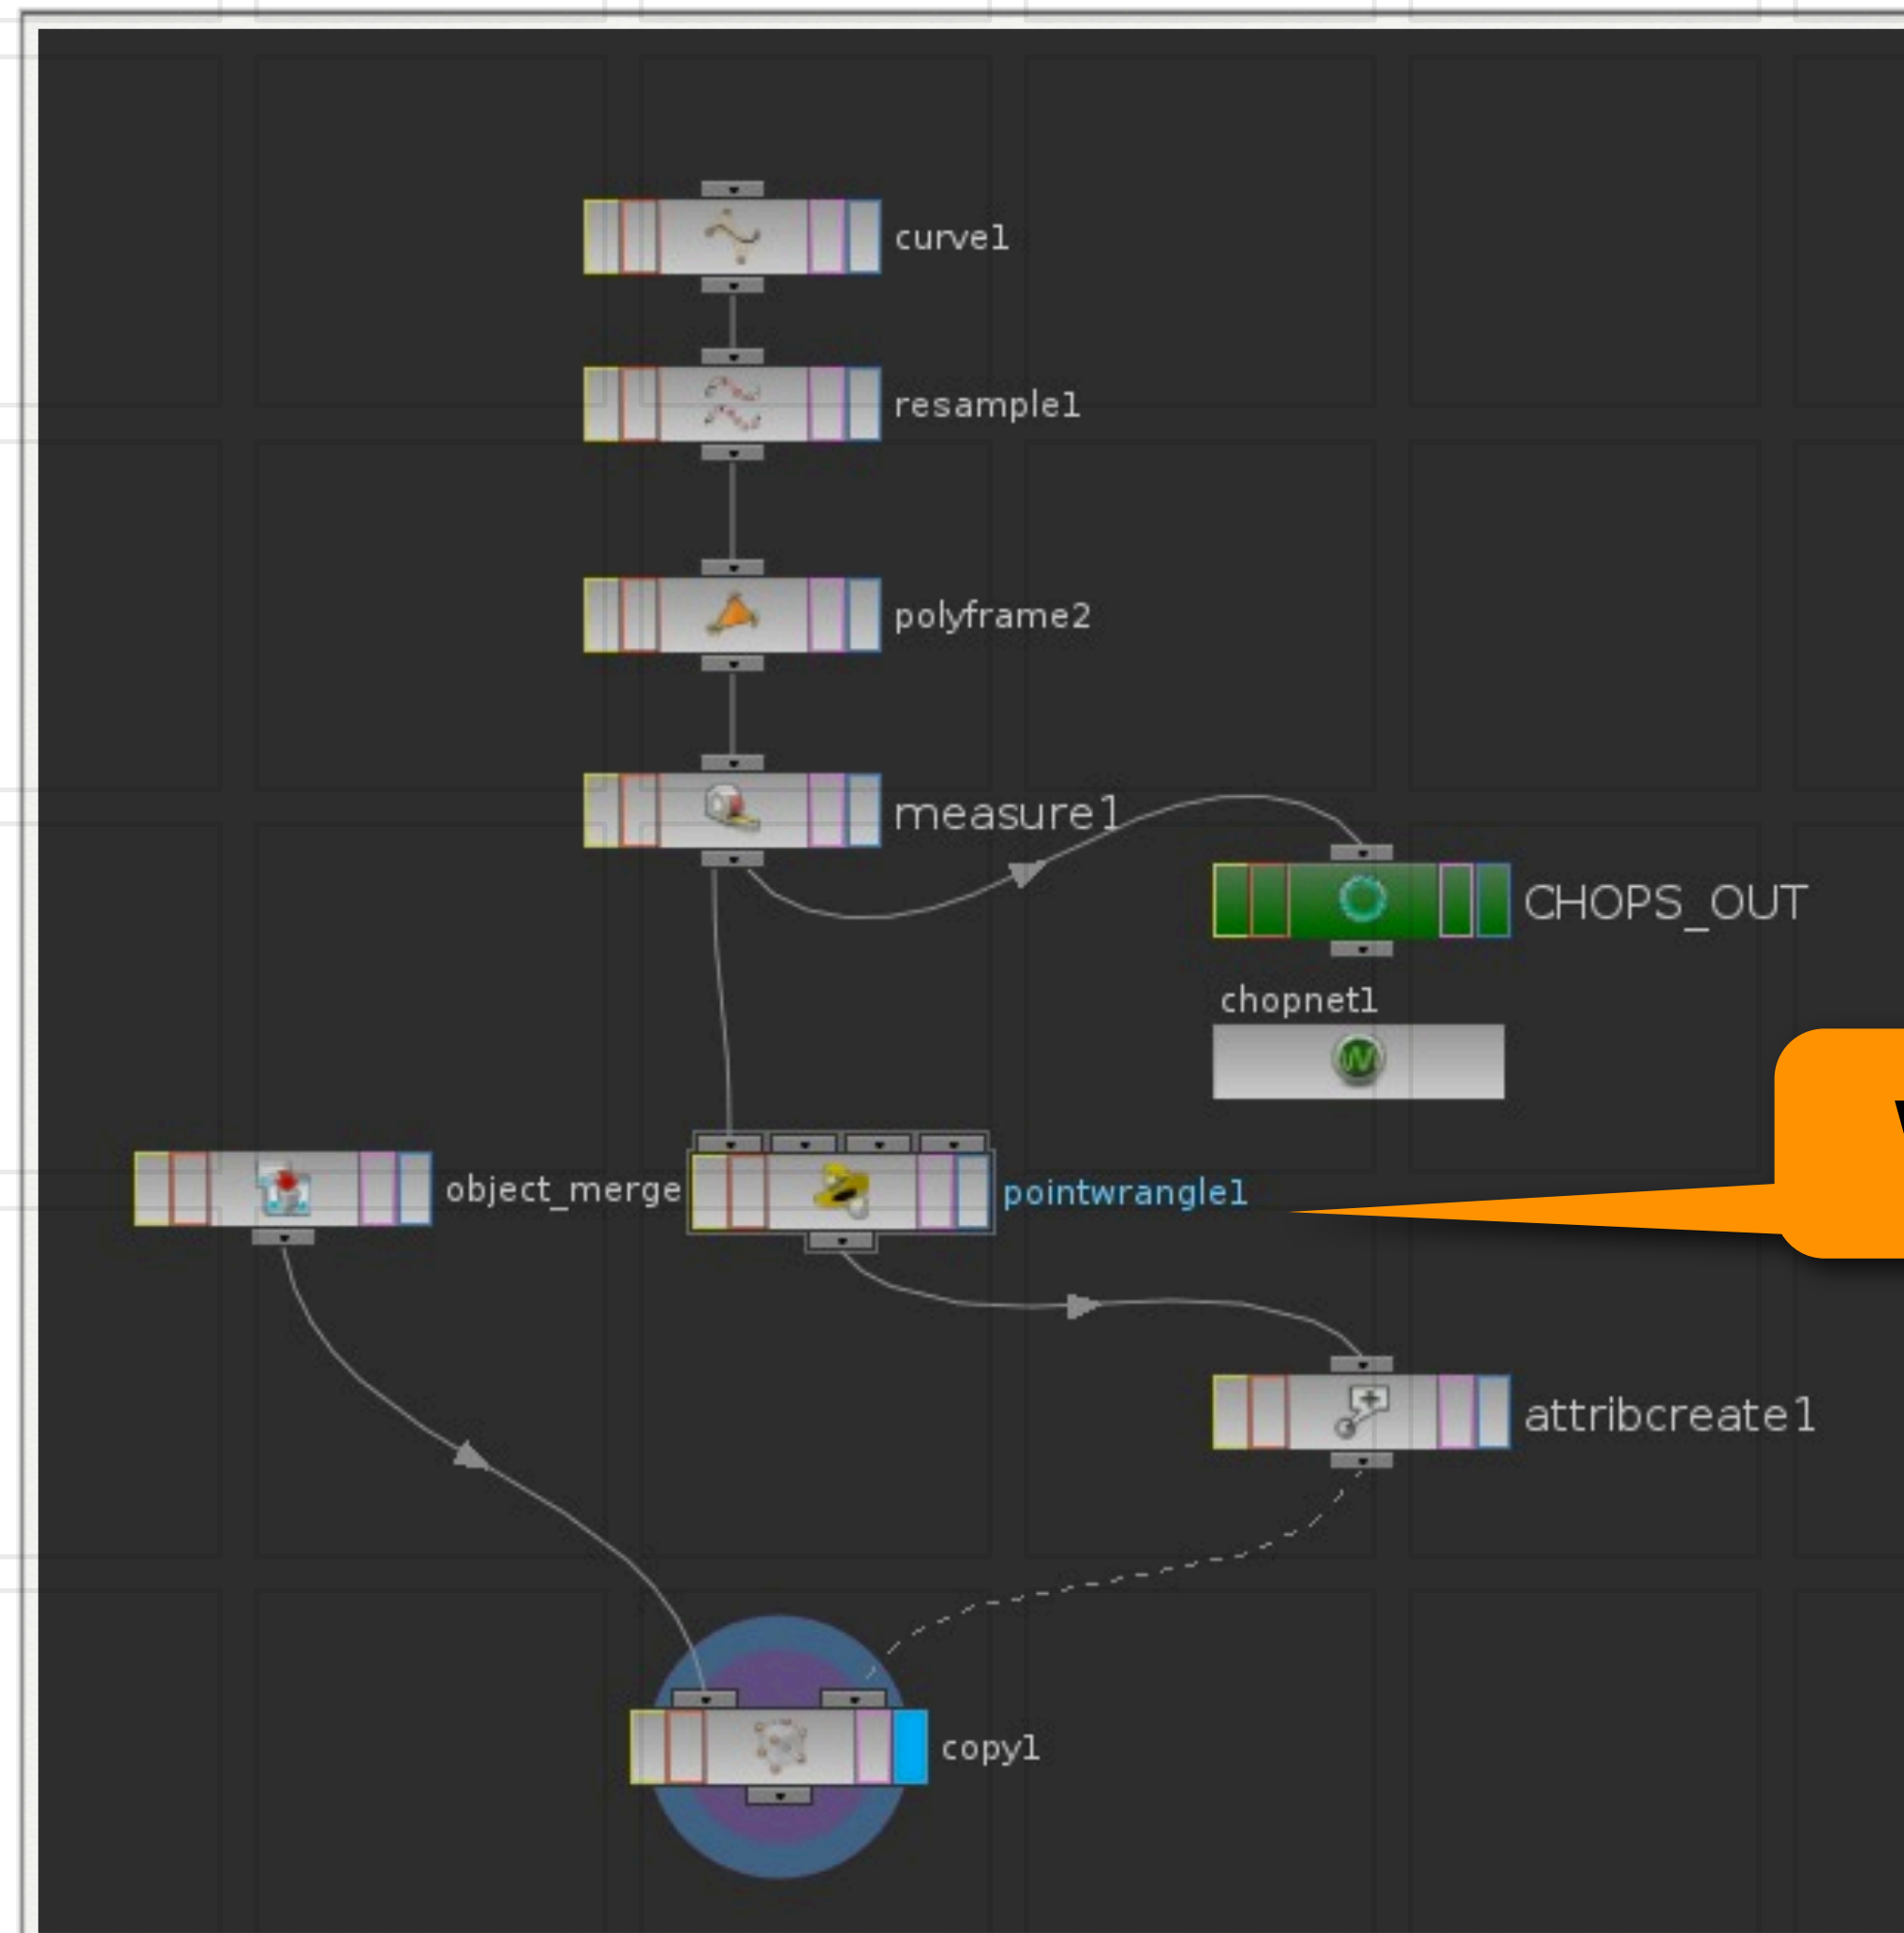 curve1
resample1
polyframe2
measure1
CHOPS_OUT
chopnet1
object_merge
pointwrangle1
attribcreate1
copy1